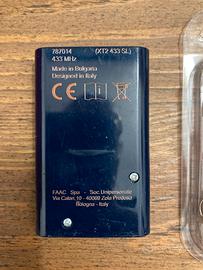 787014 (XT2 433 SL)
433 MHz
Made in Bulgaria
Designed in Italy
CE
FAAC Spa - Soc. Unipersonale
Via Calari, 10 - 40069 Zola Predosa
Bologna - Italy